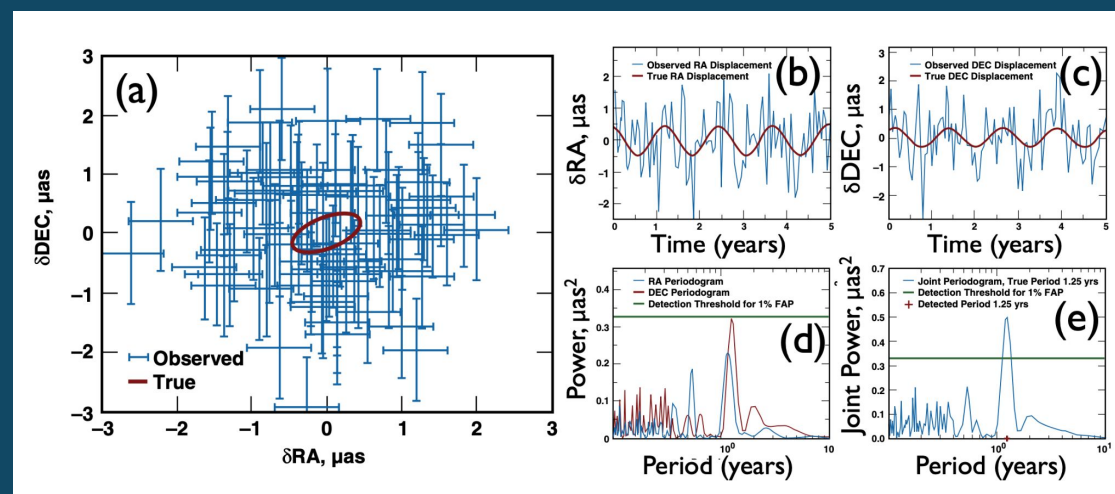 (a)
3
2
1
0
−1
−2
−3
δDEC, μas
Observed
True
−3
−2
−1
0
1
2
3
δRA, μas
(b)
Observed RA Displacement
True RA Displacement
2
1
0
−1
−2
δRA, μas
0
1
2
3
4
5
Time (years)
(c)
Observed DEC Displacement
True DEC Displacement
3
2
1
0
−1
−2
δDEC, μas
0
1
2
3
4
5
Time (years)
(d)
RA Periodogram
DEC Periodogram
Detection Threshold for 1% FAP
0.4
0.3
0.2
0.1
0
Power, μas²
10⁰
10
Period (years)
(e)
Joint Periodogram, True Period 1.25 yrs
Detection Threshold for 1% FAP
Detected Period 1.25 yrs
0.7
0.6
0.5
0.4
0.3
0.2
0.1
0.0
Joint Power, μas²
10⁰
10¹
Period (years)